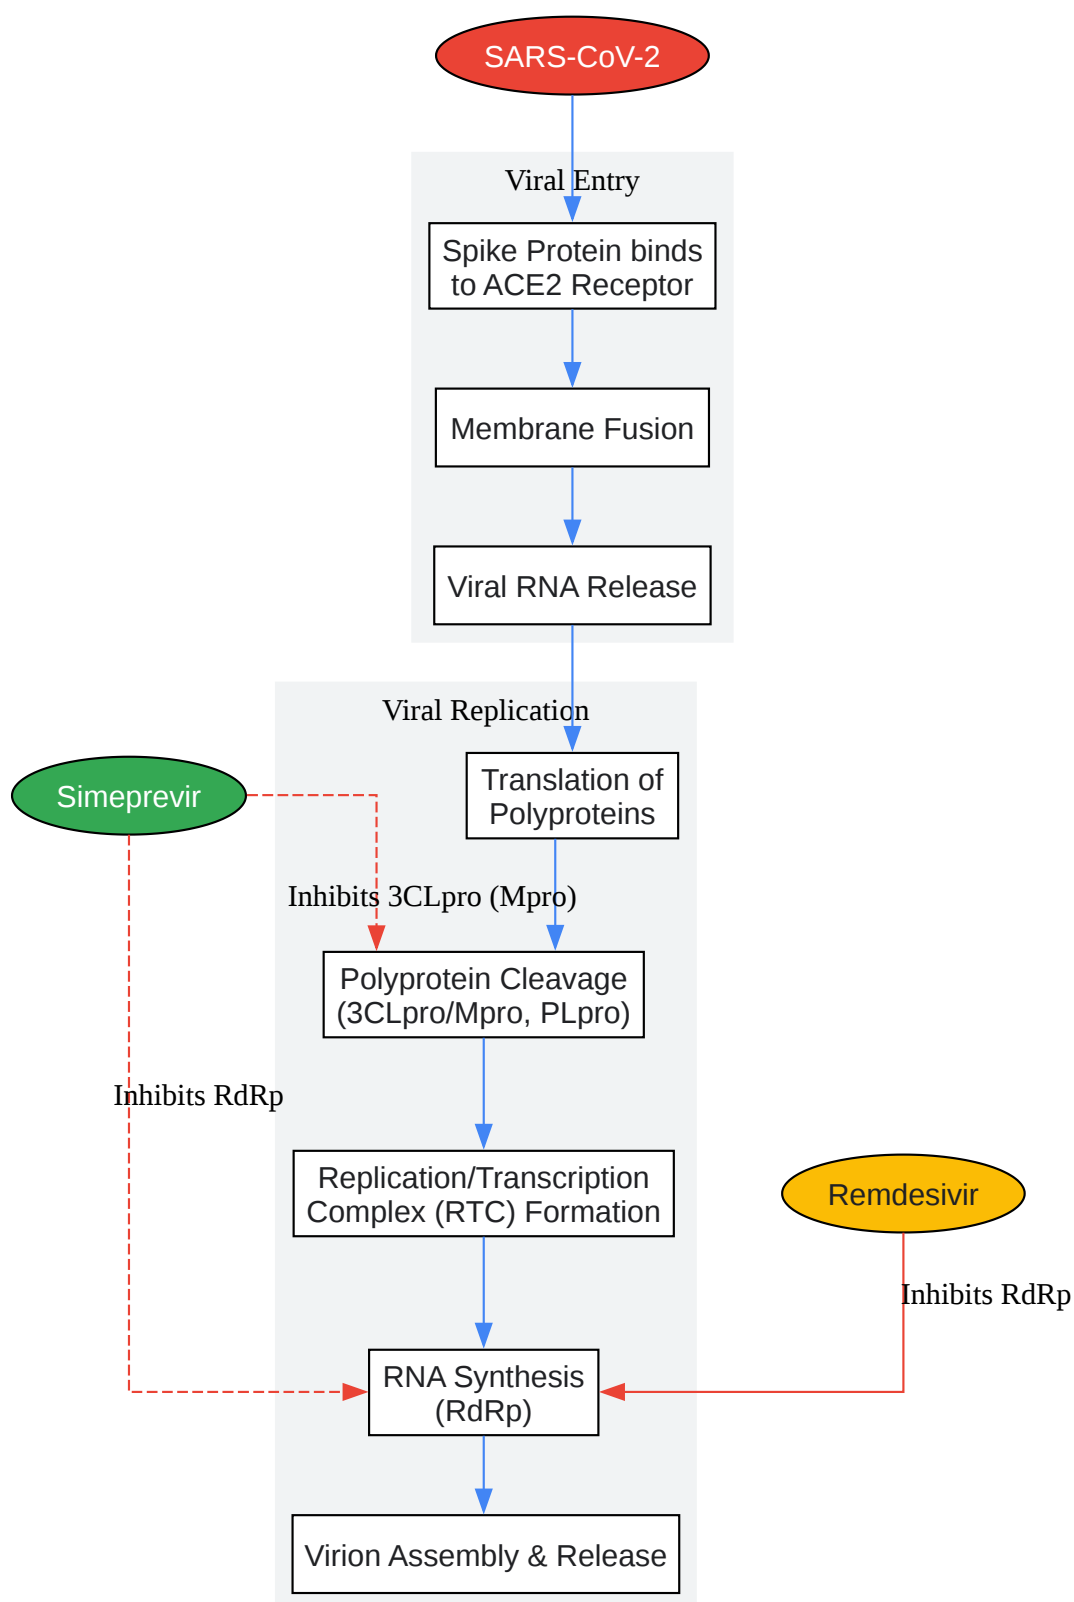 SARS-CoV-2
Viral Entry
Spike Protein binds
to ACE2 Receptor
Membrane Fusion
Viral RNA Release
Viral Replication
Simeprevir
Translation of
Polyproteins
Inhibits 3CLpro (Mpro)
Polyprotein Cleavage
(3CLpro/Mpro, PLpro)
Inhibits RdRp
Replication/Transcription
Complex (RTC) Formation
Remdesivir
Inhibits RdRp
RNA Synthesis
(RdRp)
Virion Assembly & Release